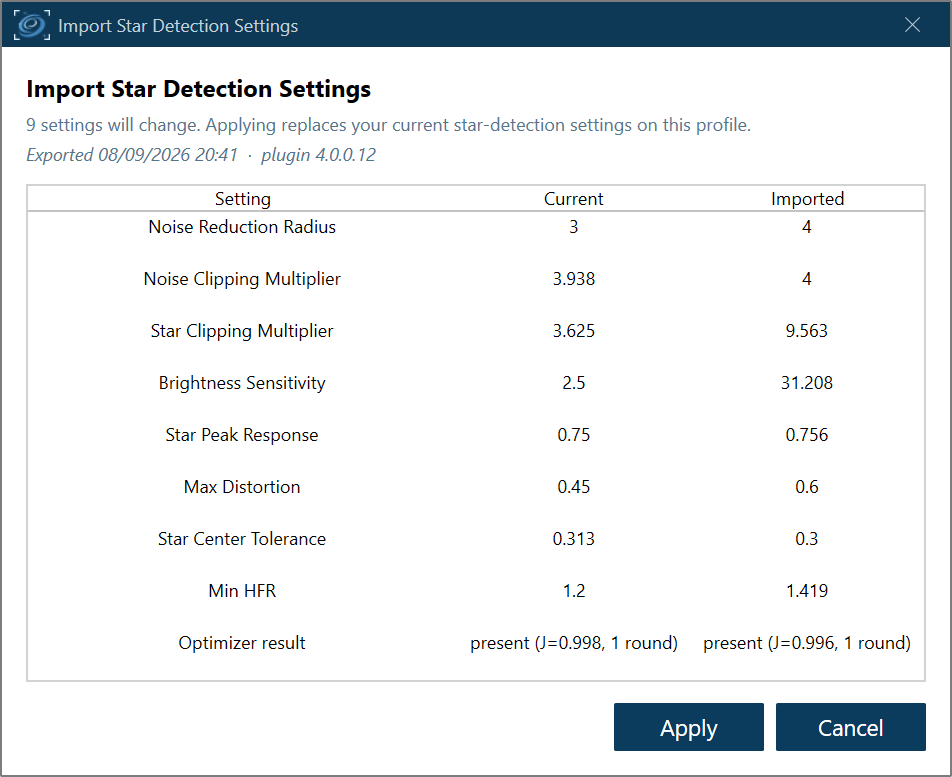 Import Star Detection Settings
Import Star Detection Settings
9 settings will change. Applying replaces your current star-detection settings on this profile.
Exported 08/09/2026 20:41 · plugin 4.0.0.12
Setting Current Imported
Noise Reduction Radius 3 4
Noise Clipping Multiplier 3.938 4
Star Clipping Multiplier 3.625 9.563
Brightness Sensitivity 2.5 31.208
Star Peak Response 0.75 0.756
Max Distortion 0.45 0.6
Star Center Tolerance 0.313 0.3
Min HFR 1.2 1.419
Optimizer result present (J=0.998, 1 round) present (J=0.996, 1 round)
Apply Cancel